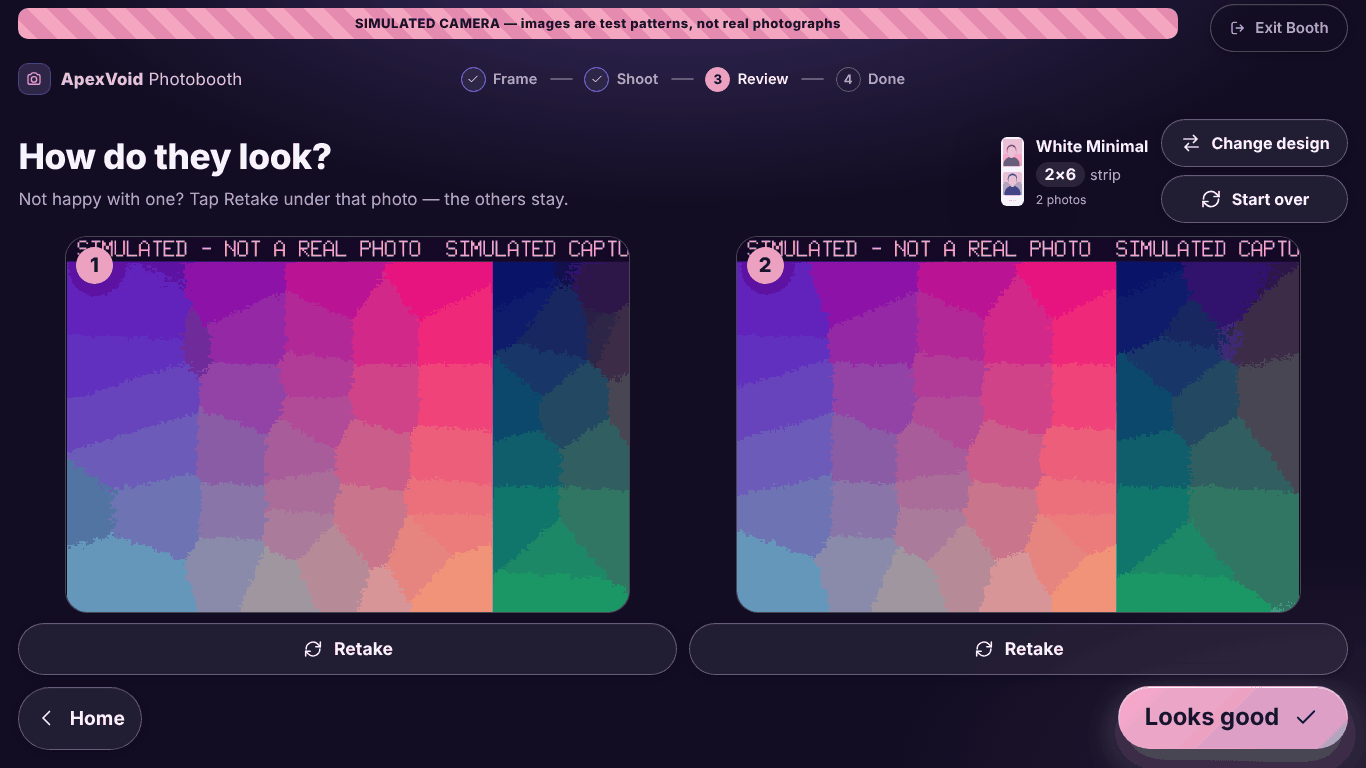 SIMULATED CAMERA — images are test patterns, not real photographs
Exit Booth
ApexVoid Photobooth
Frame
Shoot
3 Review
4 Done
How do they look?
Not happy with one? Tap Retake under that photo — the others stay.
White Minimal
2×6 strip
2 photos
Change design
Start over
SIMULATED - NOT A REAL PHOTO SIMULATED CAPTU
1
SIMULATED - NOT A REAL PHOTO SIMULATED CAPTU
2
Retake
Retake
Home
Looks good